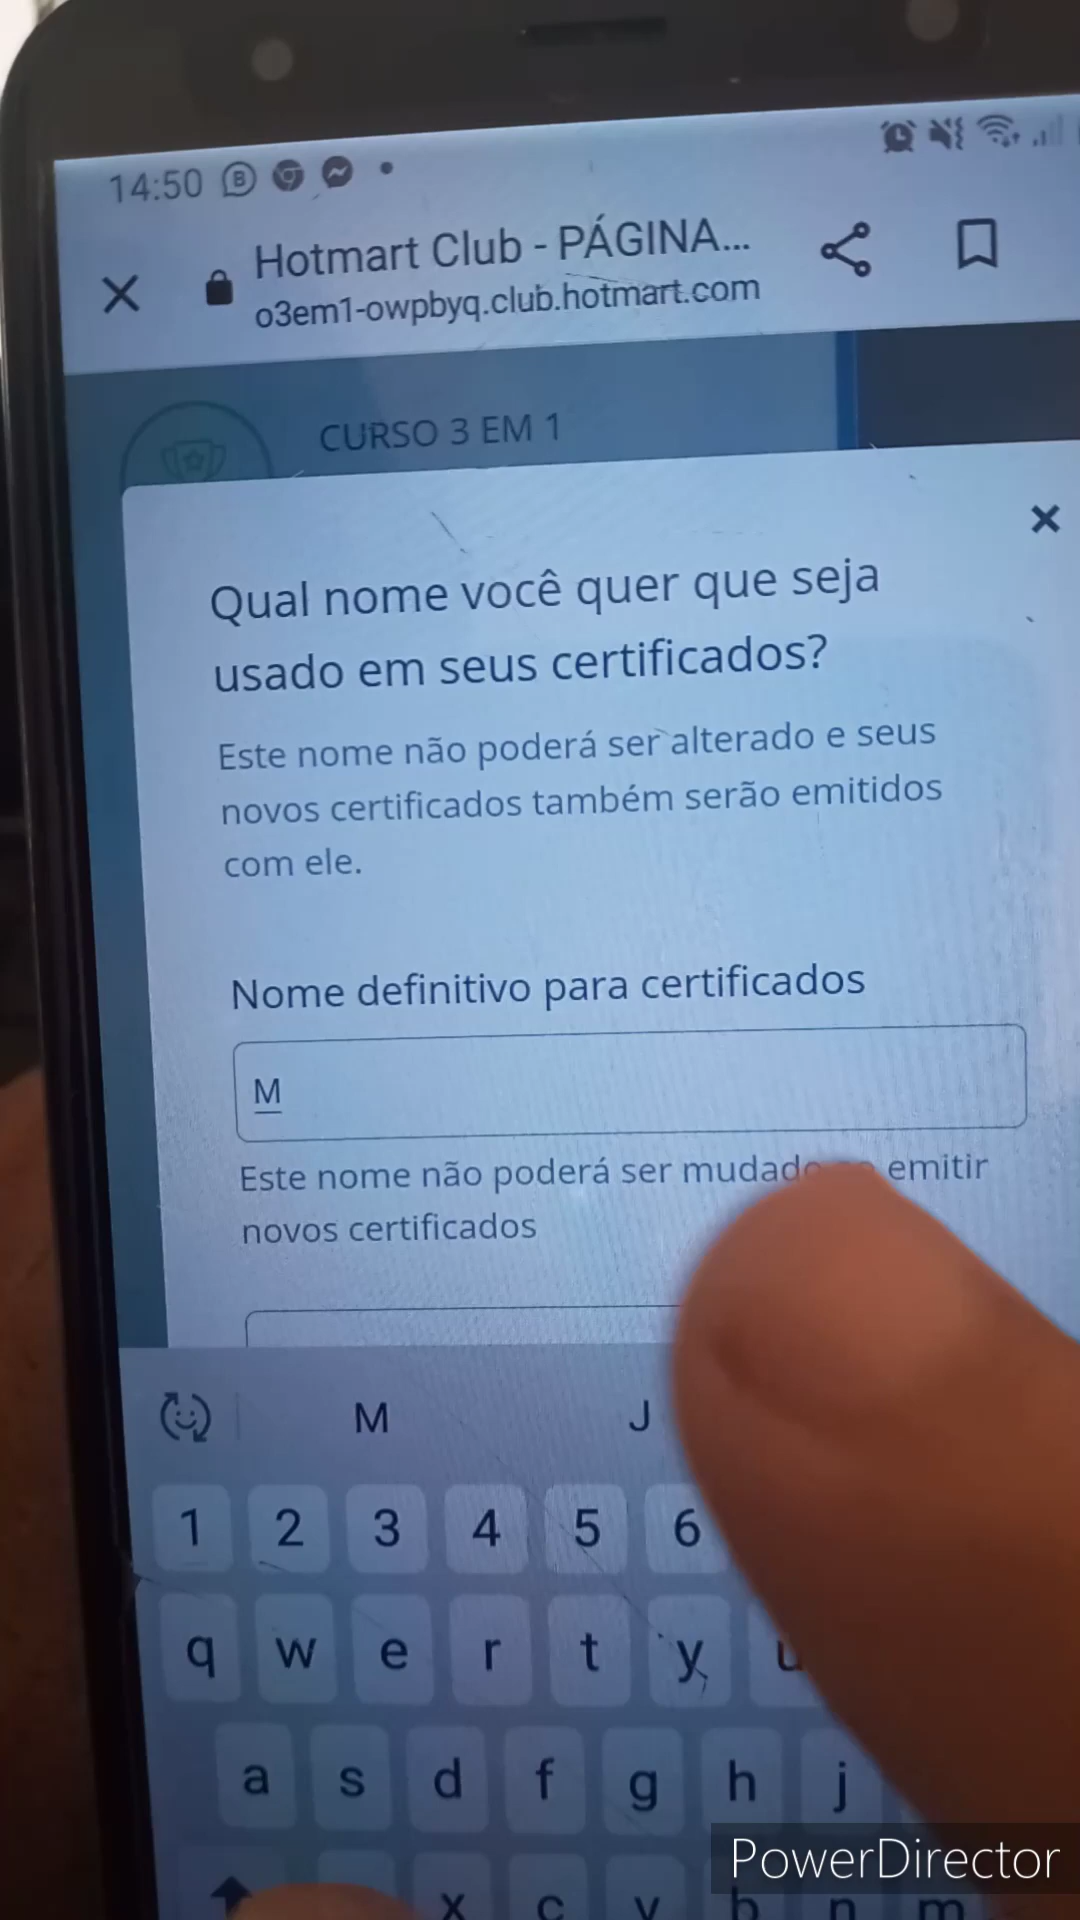 14:50
Hotmart Club - PÁGINA...
o3em1-owpbyq.club.hotmart.com
CURSO 3 EM 1
Qual nome você quer que seja
usado em seus certificados?
Este nome não poderá ser alterado e seus
novos certificados também serão emitidos
com ele.
Nome definitivo para certificados
M
Este nome não poderá ser mudado emitir
novos certificados
M J
1 2 3 4 5 6
q w e r t y u
a s d f g h j
x c v b n m
PowerDirector